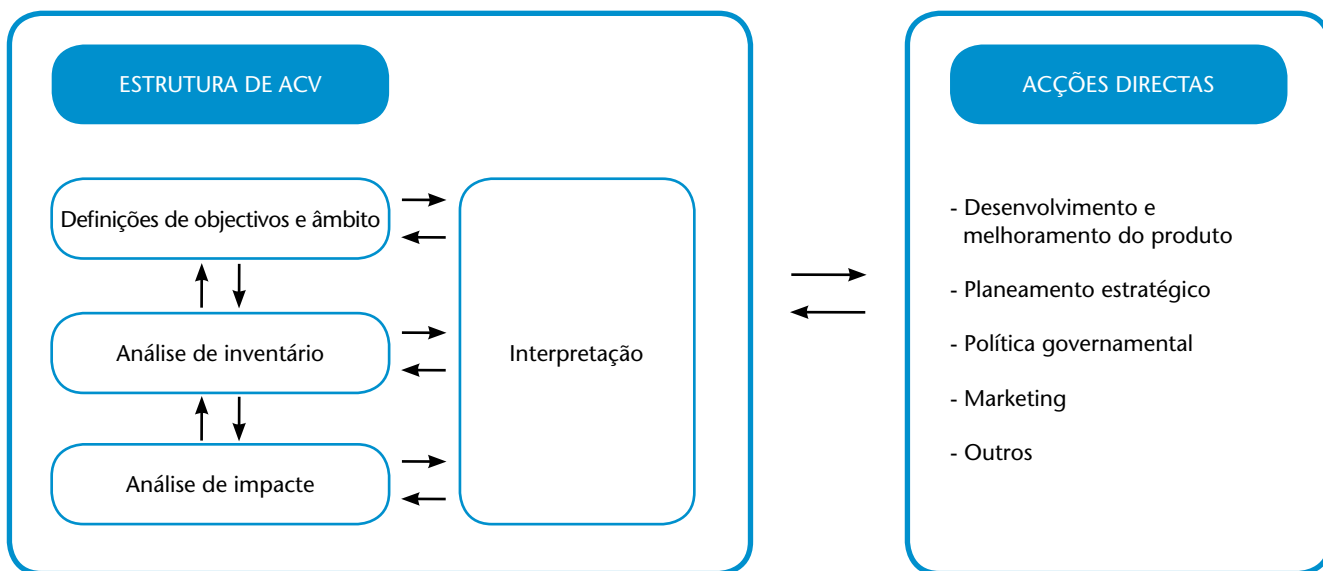 ESTRUTURA DE ACV
Definições de objectivos e âmbito
Análise de inventário
Análise de impacte
Interpretação
ACÇÕES DIRECTAS
- Desenvolvimento e
melhoramento do produto
- Planeamento estratégico
- Política governamental
- Marketing
- Outros